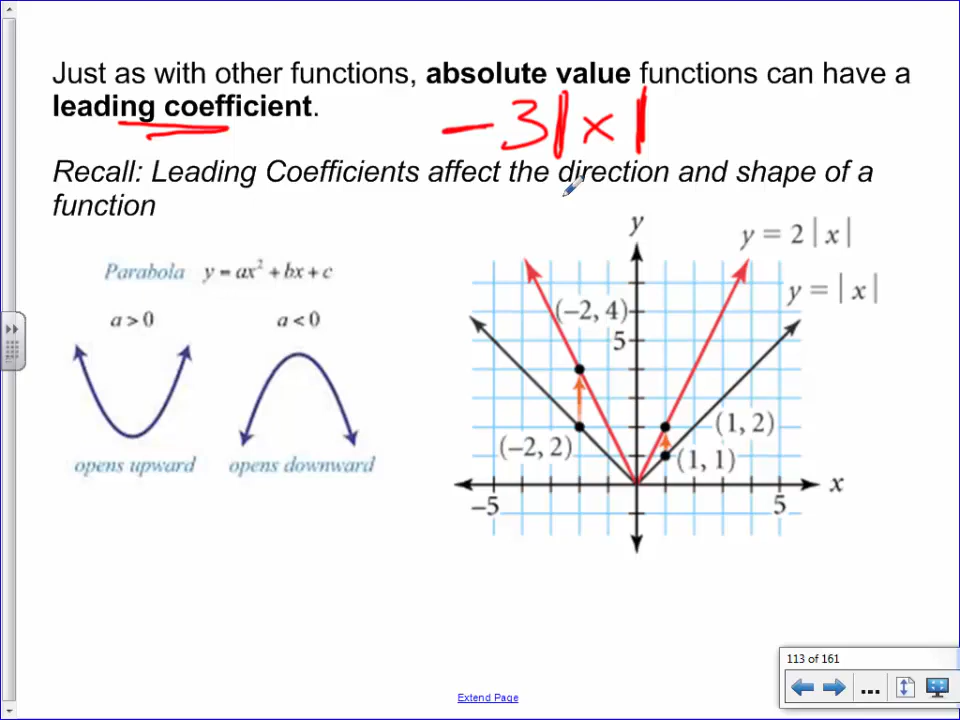 Just as with other functions, absolute value functions can have a
leading coefficient.
-3|x|
Recall: Leading Coefficients affect the direction and shape of a
function
Parabola y = ax² + bx + c
a > 0 a < 0
opens upward opens downward
y
y = 2|x|
y = |x|
(−2, 4)
5
(−2, 2)
(1, 2)
(1, 1)
x
−5 5
113 of 161
...
Extend Page